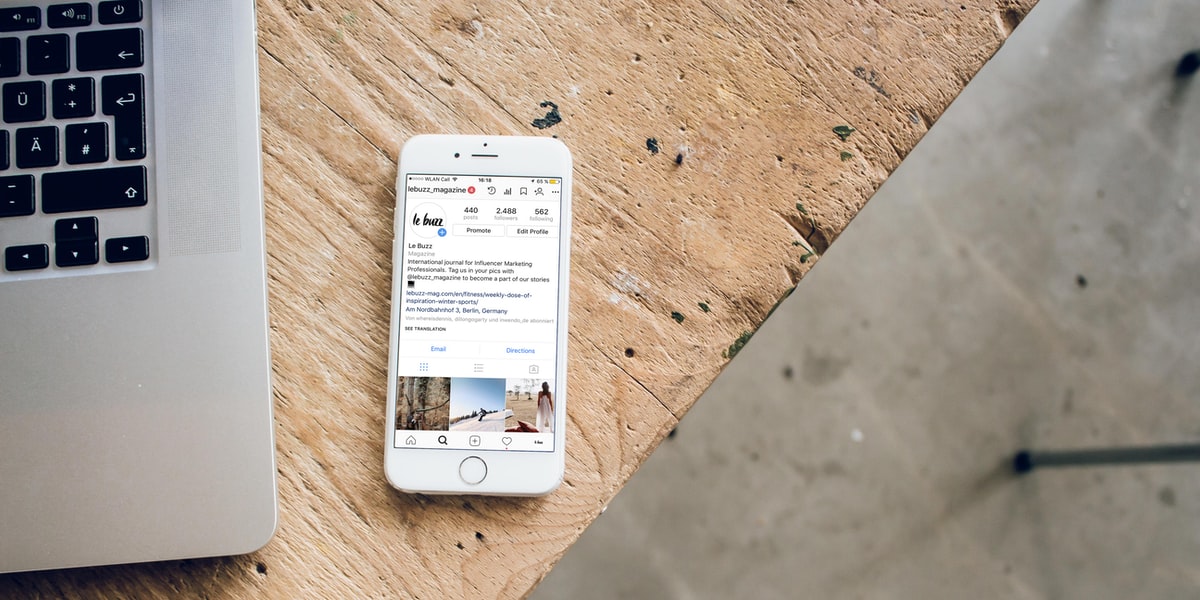 F11
F12
Ü
*
+
Ä
'
#
-
WLAN Call 16:18 65 %
lebuzz_magazine 4
440 2.488 562
posts followers following
le buzz
Promote Edit Profile
Le Buzz
Magazine
International journal for Influencer Marketing
Professionals. Tag us in your pics with
@lebuzz_magazine to become a part of our stories
lebuzz-mag.com/en/fitness/weekly-dose-of-
inspiration-winter-sports/
Am Nordbahnhof 3, Berlin, Germany
Von whereisdennis, dillongogarty und inwendo_de abonniert
SEE TRANSLATION
Email Directions